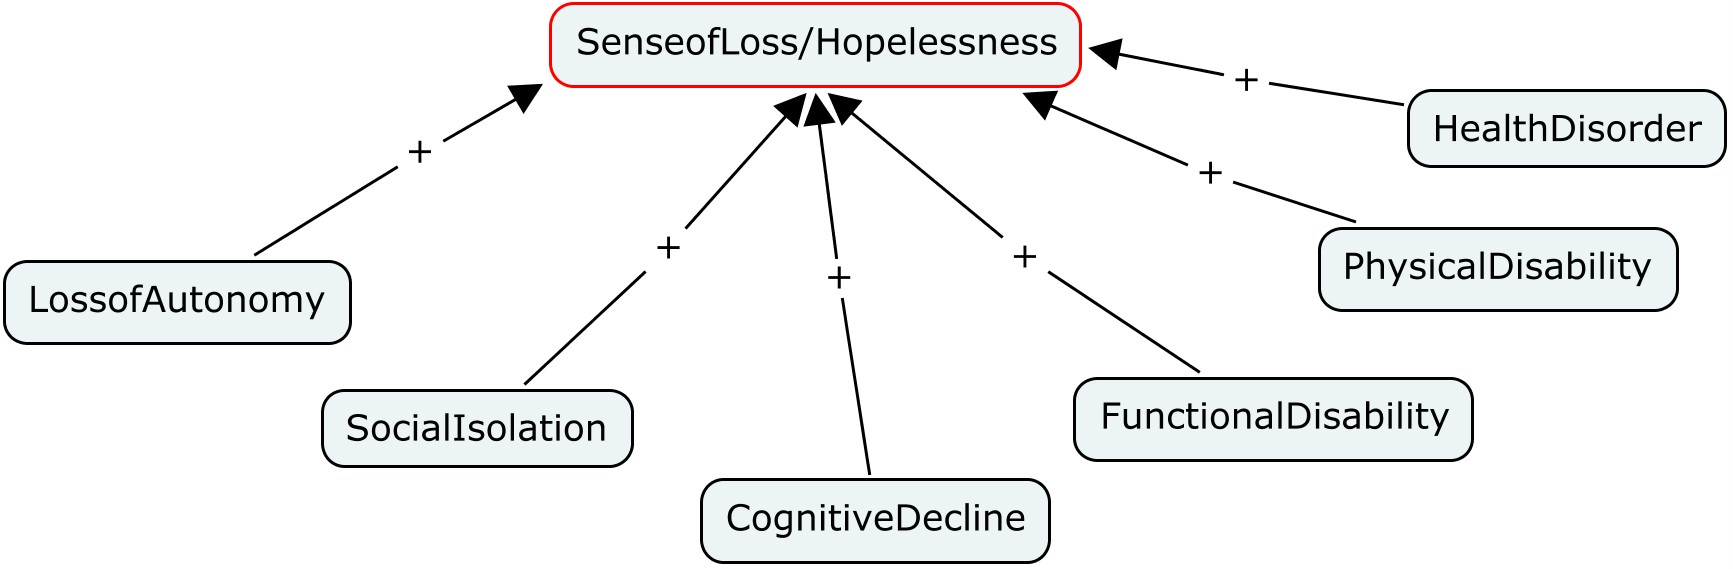 SenseofLoss/Hopelessness
+
HealthDisorder
+
+
PhysicalDisability
+
+
+
LossofAutonomy
SocialIsolation
FunctionalDisability
CognitiveDecline